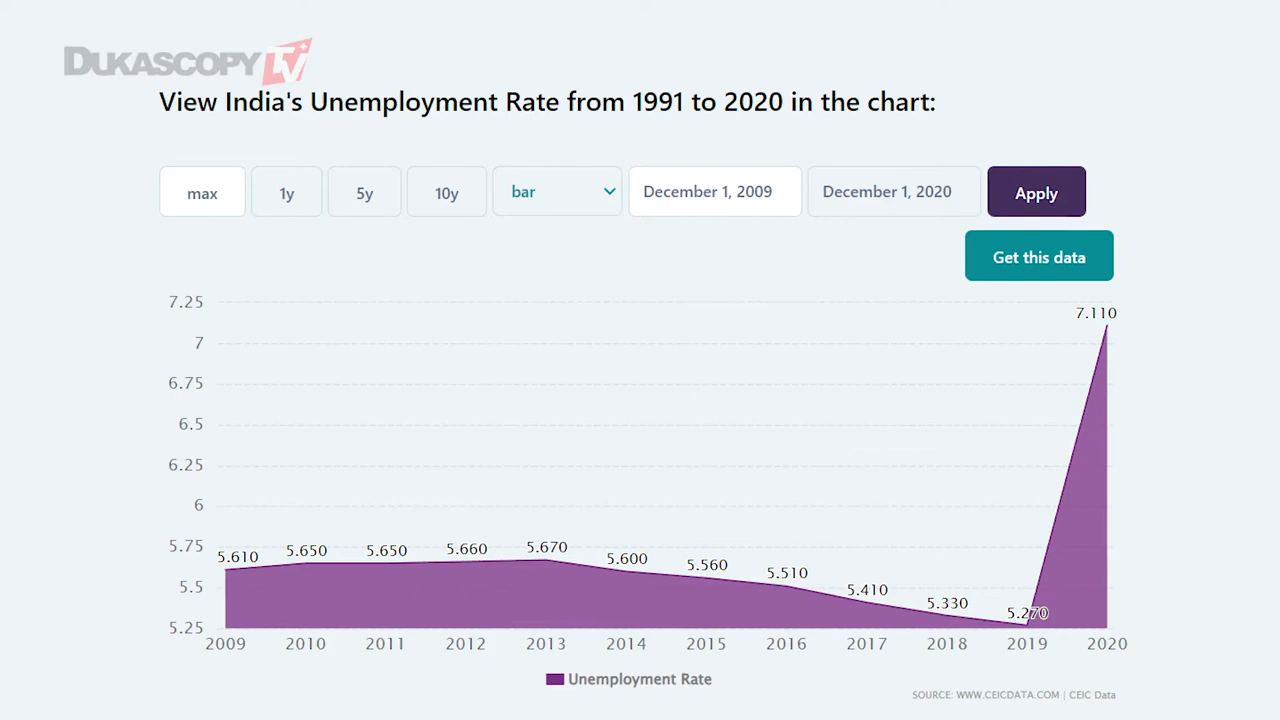 DUKASCOPY TV
View India's Unemployment Rate from 1991 to 2020 in the chart:
max 1y 5y 10y bar December 1, 2009 December 1, 2020 Apply
Get this data
7.25
7.110
7
6.75
6.5
6.25
6
5.75
5.610 5.650 5.650 5.660 5.670 5.600 5.560 5.510 5.410 5.330 5.270
5.5
5.25
2009 2010 2011 2012 2013 2014 2015 2016 2017 2018 2019 2020
Unemployment Rate
SOURCE: WWW.CEICDATA.COM | CEIC Data